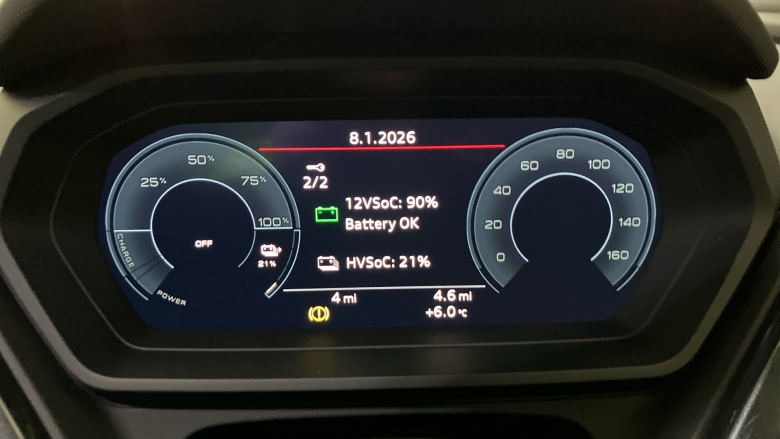 8.1.2026
2/2
12VSoC: 90%
Battery OK
HVSoC: 21%
4 mi
4.6 mi
+6.0 °C
25%
50%
75%
100%
OFF
21%
CHARGE
POWER
0
20
40
60
80
100
120
140
160